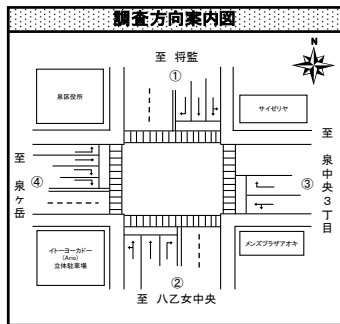 調査方向案内図
N
至 将監
①
泉区役所
サイゼリヤ
至 泉中央3丁目
③
至 泉ヶ岳
④
イトーヨーカドー
(Ario)
立体駐車場
メンズプラザアオキ
②
至 八乙女中央